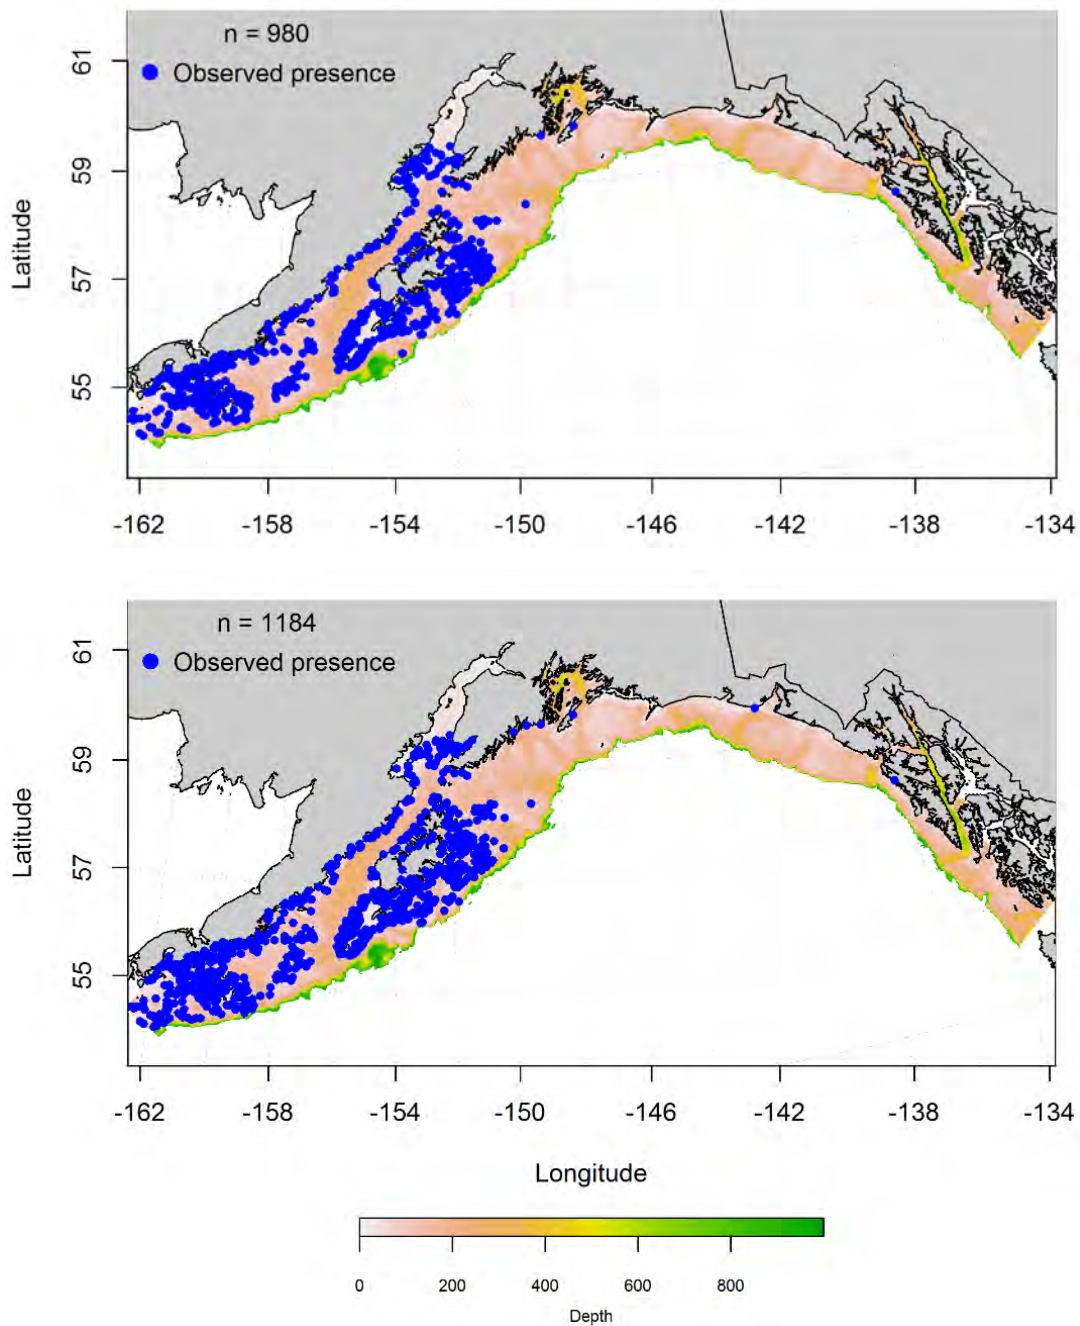 n = 980
Observed presence
61
59
57
55
Latitude
-162 -158 -154 -150 -146 -142 -138 -134
n = 1184
Observed presence
61
59
57
55
Latitude
-162 -158 -154 -150 -146 -142 -138 -134
Longitude
0 200 400 600 800
Depth